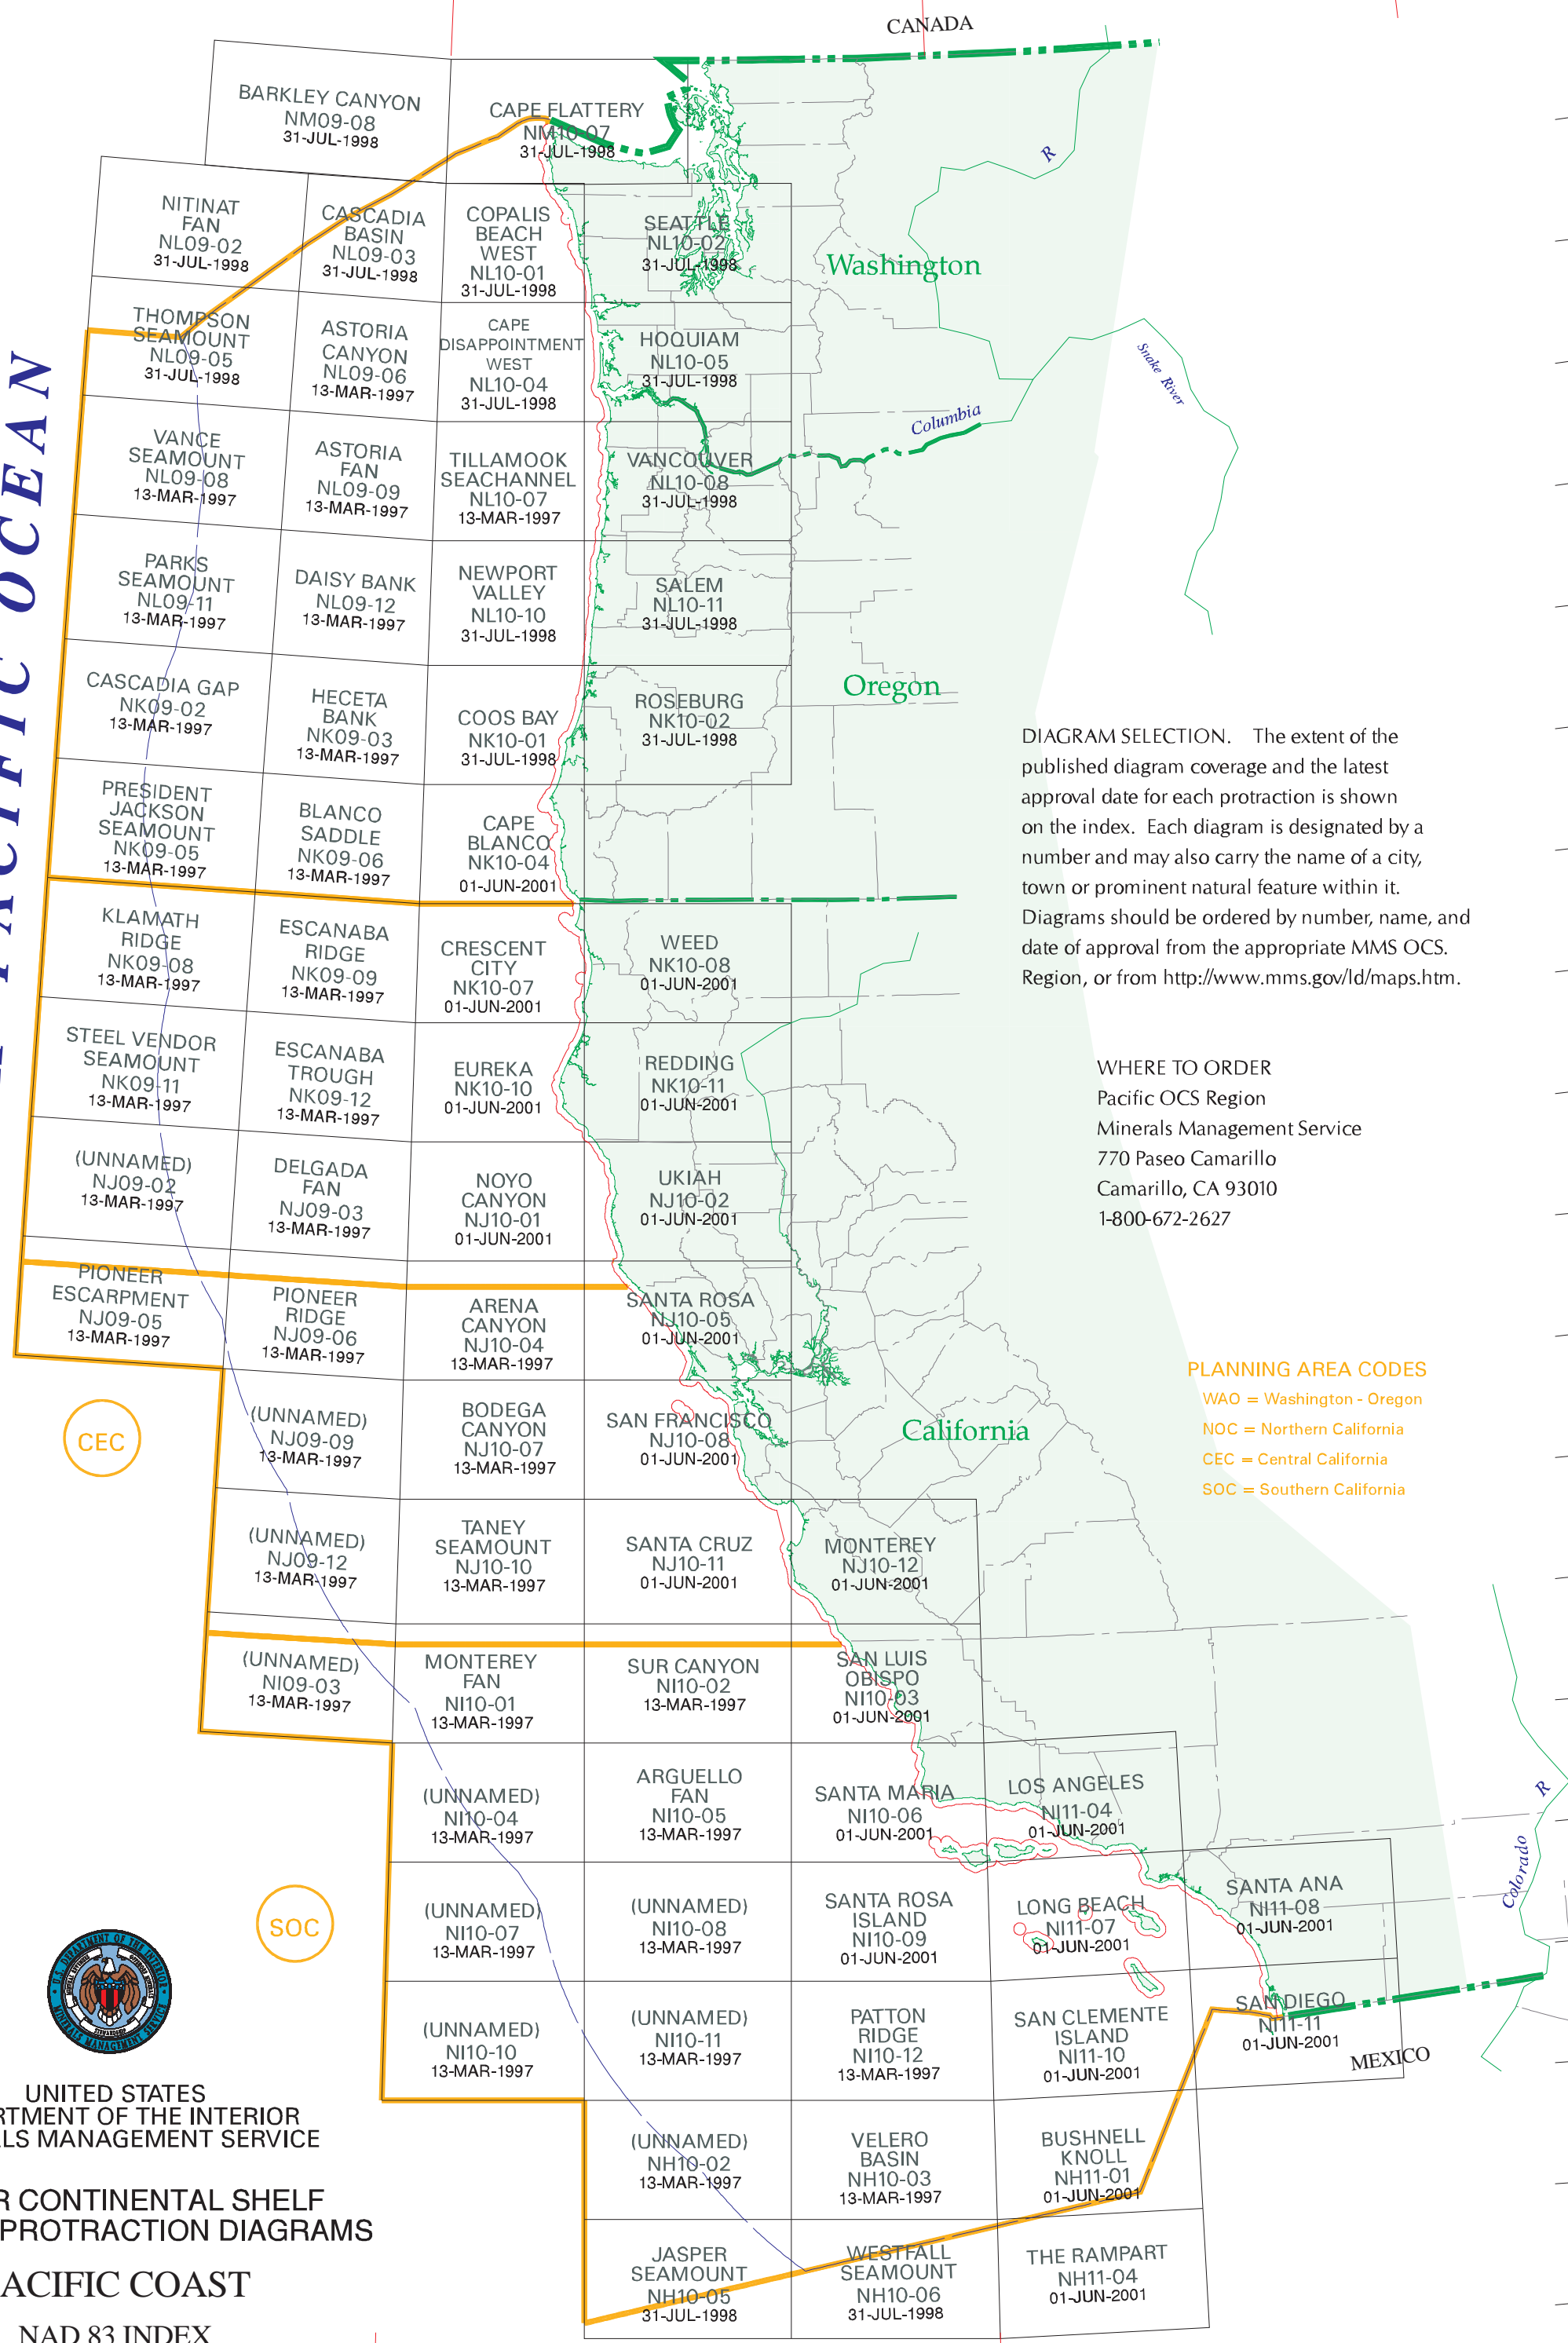 CANADA
BARKLEY CANYON
NM09-08
31-JUL-1998
CAPE FLATTERY
NM10-07
31-JUL-1998
R
NITINAT
FAN
NL09-02
31-JUL-1998
CASCADIA
BASIN
NL09-03
31-JUL-1998
COPALIS
BEACH
WEST
NL10-01
31-JUL-1998
SEATTLE
NL10-02
31-JUL-1998
Washington
THOMPSON
SEAMOUNT
NL09-05
31-JUL-1998
ASTORIA
CANYON
NL09-06
13-MAR-1997
CAPE
DISAPPOINTMENT
WEST
NL10-04
31-JUL-1998
HOQUIAM
NL10-05
31-JUL-1998
Snake River
Columbia
VANCE
SEAMOUNT
NL09-08
13-MAR-1997
ASTORIA
FAN
NL09-09
13-MAR-1997
TILLAMOOK
SEACHANNEL
NL10-07
13-MAR-1997
VANCOUVER
NL10-08
31-JUL-1998
PACIFIC OCEAN
PARKS
SEAMOUNT
NL09-11
13-MAR-1997
DAISY BANK
NL09-12
13-MAR-1997
NEWPORT
VALLEY
NL10-10
31-JUL-1998
SALEM
NL10-11
31-JUL-1998
CASCADIA GAP
NK09-02
13-MAR-1997
HECETA
BANK
NK09-03
13-MAR-1997
COOS BAY
NK10-01
31-JUL-1998
ROSEBURG
NK10-02
31-JUL-1998
Oregon
PRESIDENT
JACKSON
SEAMOUNT
NK09-05
13-MAR-1997
BLANCO
SADDLE
NK09-06
13-MAR-1997
CAPE
BLANCO
NK10-04
01-JUN-2001
DIAGRAM SELECTION. The extent of the
published diagram coverage and the latest
approval date for each protraction is shown
on the index. Each diagram is designated by a
number and may also carry the name of a city,
town or prominent natural feature within it.
Diagrams should be ordered by number, name, and
date of approval from the appropriate MMS OCS.
Region, or from http://www.mms.gov/ld/maps.htm.
KLAMATH
RIDGE
NK09-08
13-MAR-1997
ESCANABA
RIDGE
NK09-09
13-MAR-1997
CRESCENT
CITY
NK10-07
01-JUN-2001
WEED
NK10-08
01-JUN-2001
STEEL VENDOR
SEAMOUNT
NK09-11
13-MAR-1997
ESCANABA
TROUGH
NK09-12
13-MAR-1997
EUREKA
NK10-10
01-JUN-2001
REDDING
NK10-11
01-JUN-2001
WHERE TO ORDER
Pacific OCS Region
Minerals Management Service
770 Paseo Camarillo
Camarillo, CA 93010
1-800-672-2627
(UNNAMED)
NJ09-02
13-MAR-1997
DELGADA
FAN
NJ09-03
13-MAR-1997
NOYO
CANYON
NJ10-01
01-JUN-2001
UKIAH
NJ10-02
01-JUN-2001
PIONEER
ESCARPMENT
NJ09-05
13-MAR-1997
PIONEER
RIDGE
NJ09-06
13-MAR-1997
ARENA
CANYON
NJ10-04
13-MAR-1997
SANTA ROSA
NJ10-05
01-JUN-2001
CEC
(UNNAMED)
NJ09-09
13-MAR-1997
BODEGA
CANYON
NJ10-07
13-MAR-1997
SAN FRANCISCO
NJ10-08
01-JUN-2001
California
PLANNING AREA CODES
WAO = Washington - Oregon
NOC = Northern California
CEC = Central California
SOC = Southern California
(UNNAMED)
NJ09-12
13-MAR-1997
TANEY
SEAMOUNT
NJ10-10
13-MAR-1997
SANTA CRUZ
NJ10-11
01-JUN-2001
MONTEREY
NJ10-12
01-JUN-2001
(UNNAMED)
NI09-03
13-MAR-1997
MONTEREY
FAN
NI10-01
13-MAR-1997
SUR CANYON
NI10-02
13-MAR-1997
SAN LUIS
OBISPO
NI10-03
01-JUN-2001
(UNNAMED)
NI10-04
13-MAR-1997
ARGUELLO
FAN
NI10-05
13-MAR-1997
SANTA MARIA
NI10-06
01-JUN-2001
LOS ANGELES
NI11-04
01-JUN-2001
Colorado
R
SOC
(UNNAMED)
NI10-07
13-MAR-1997
(UNNAMED)
NI10-08
13-MAR-1997
SANTA ROSA
ISLAND
NI10-09
01-JUN-2001
LONG BEACH
NI11-07
01-JUN-2001
SANTA ANA
NI11-08
01-JUN-2001
(UNNAMED)
NI10-10
13-MAR-1997
(UNNAMED)
NI10-11
13-MAR-1997
PATTON
RIDGE
NI10-12
13-MAR-1997
SAN CLEMENTE
ISLAND
NI11-10
01-JUN-2001
SAN DIEGO
NI11-11
01-JUN-2001
MEXICO
(UNNAMED)
NH10-02
13-MAR-1997
VELERO
BASIN
NH10-03
13-MAR-1997
BUSHNELL
KNOLL
NH11-01
01-JUN-2001
JASPER
SEAMOUNT
NH10-05
31-JUL-1998
WESTFALL
SEAMOUNT
NH10-06
31-JUL-1998
THE RAMPART
NH11-04
01-JUN-2001
U.S. DEPARTMENT OF THE INTERIOR
MINERALS MANAGEMENT SERVICE
UNITED STATES
RTMENT OF THE INTERIOR
LS MANAGEMENT SERVICE
R CONTINENTAL SHELF
PROTRACTION DIAGRAMS
ACIFIC COAST
NAD 83 INDEX